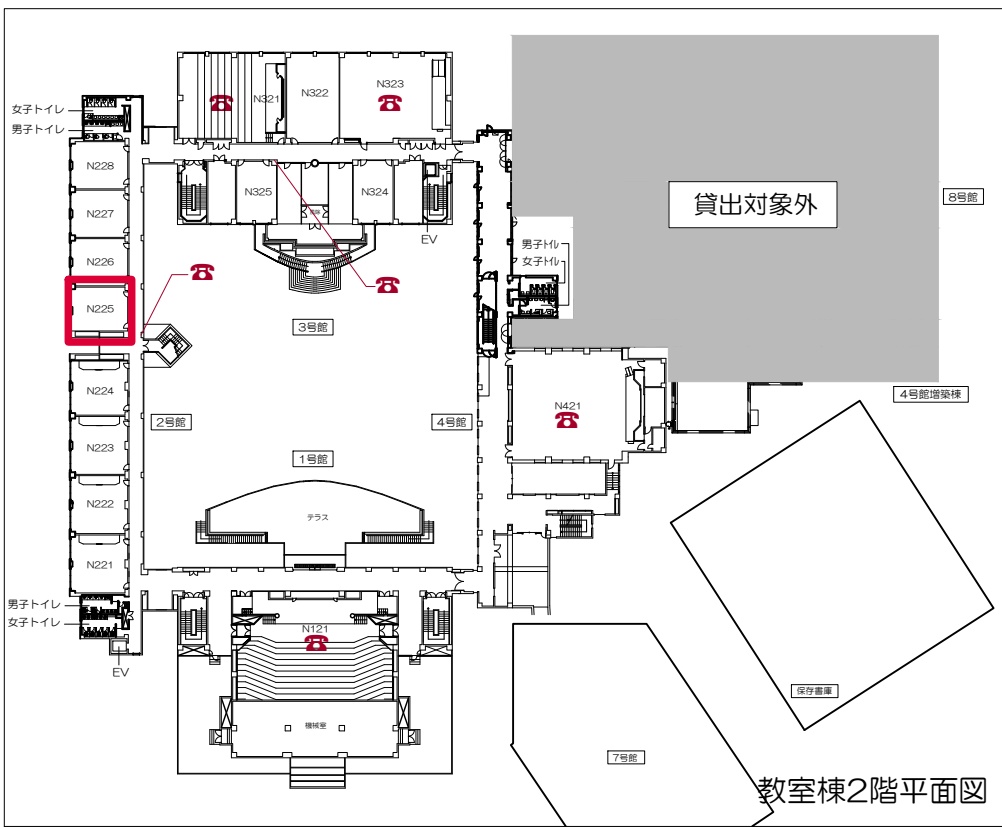 N321
N322
N323
女子トイレ
男子トイレ
N228
N325
N324
貸出対象外
8号館
N227
EV
男子トイレ
女子トイレ
N226
N225
3号館
N224
4号館増築棟
N421
2号館
4号館
N223
1号館
N222
テラス
N221
男子トイレ
女子トイレ
N121
EV
保存書庫
機械室
7号館
教室棟2階平面図